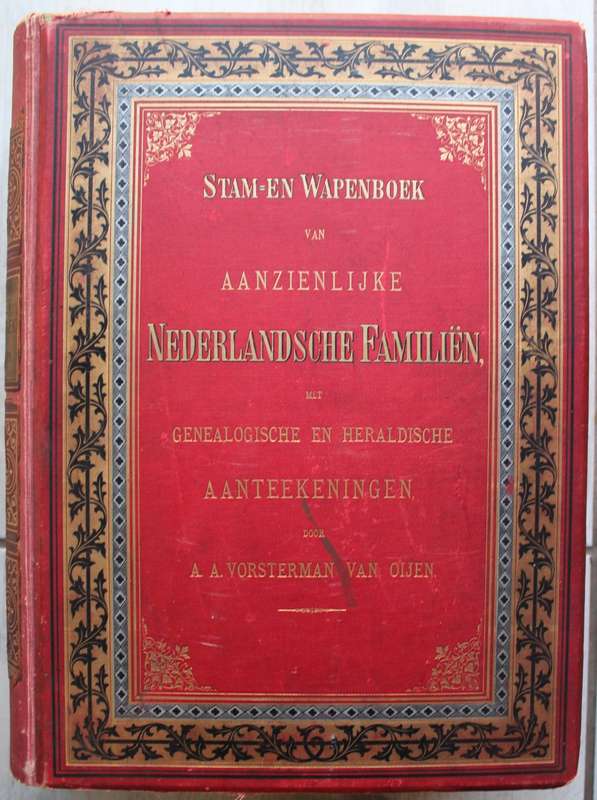 STAM=EN WAPENBOEK
VAN
AANZIENLIJKE
NEDERLANDSCHE FAMILIËN,
MET
GENEALOGISCHE EN HERALDISCHE
AANTEEKENINGEN,
DOOR
A. A. VORSTERMAN VAN OIJEN.